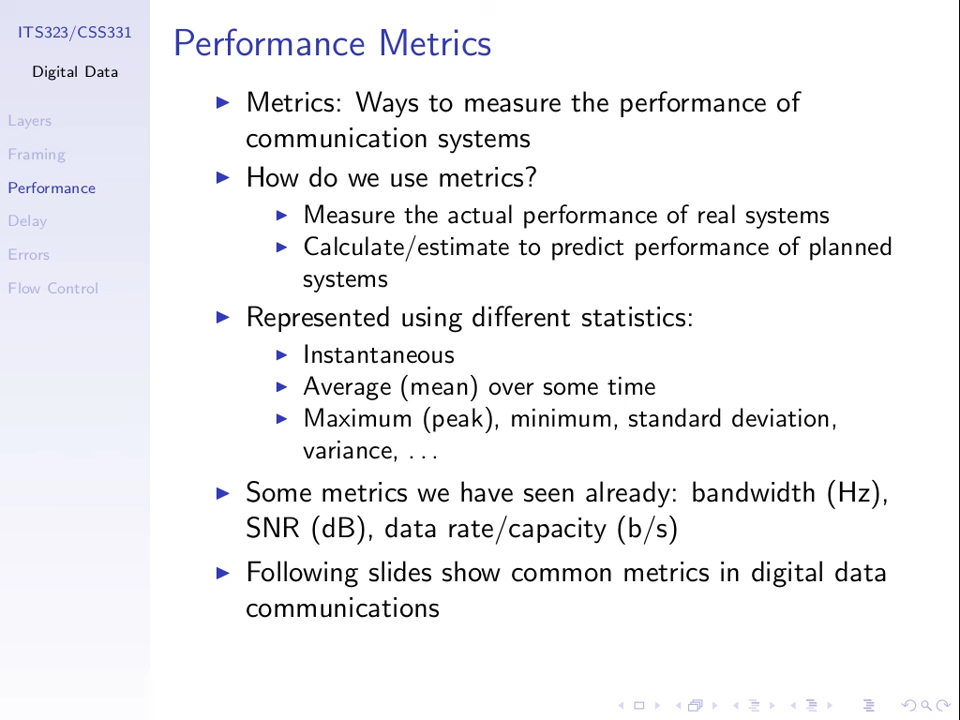 ITS323/CSS331
Digital Data
Layers
Framing
Performance
Delay
Errors
Flow Control
Performance Metrics
Metrics: Ways to measure the performance of
communication systems
How do we use metrics?
Measure the actual performance of real systems
Calculate/estimate to predict performance of planned
systems
Represented using different statistics:
Instantaneous
Average (mean) over some time
Maximum (peak), minimum, standard deviation,
variance, . . .
Some metrics we have seen already: bandwidth (Hz),
SNR (dB), data rate/capacity (b/s)
Following slides show common metrics in digital data
communications